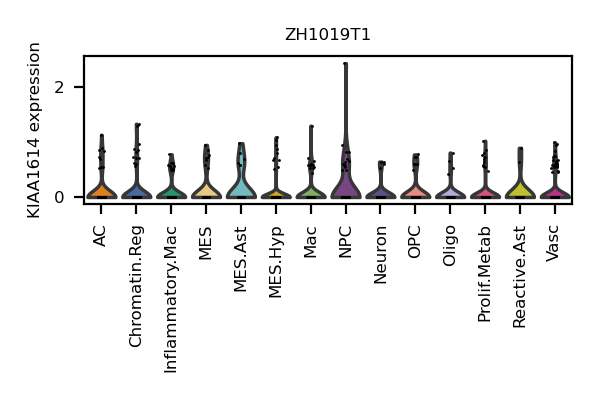 ZH1019T1
KIAA1614 expression
2
0
AC
Chromatin.Reg
Inflammatory.Mac
MES
MES.Ast
MES.Hyp
Mac
NPC
Neuron
OPC
Oligo
Prolif.Metab
Reactive.Ast
Vasc